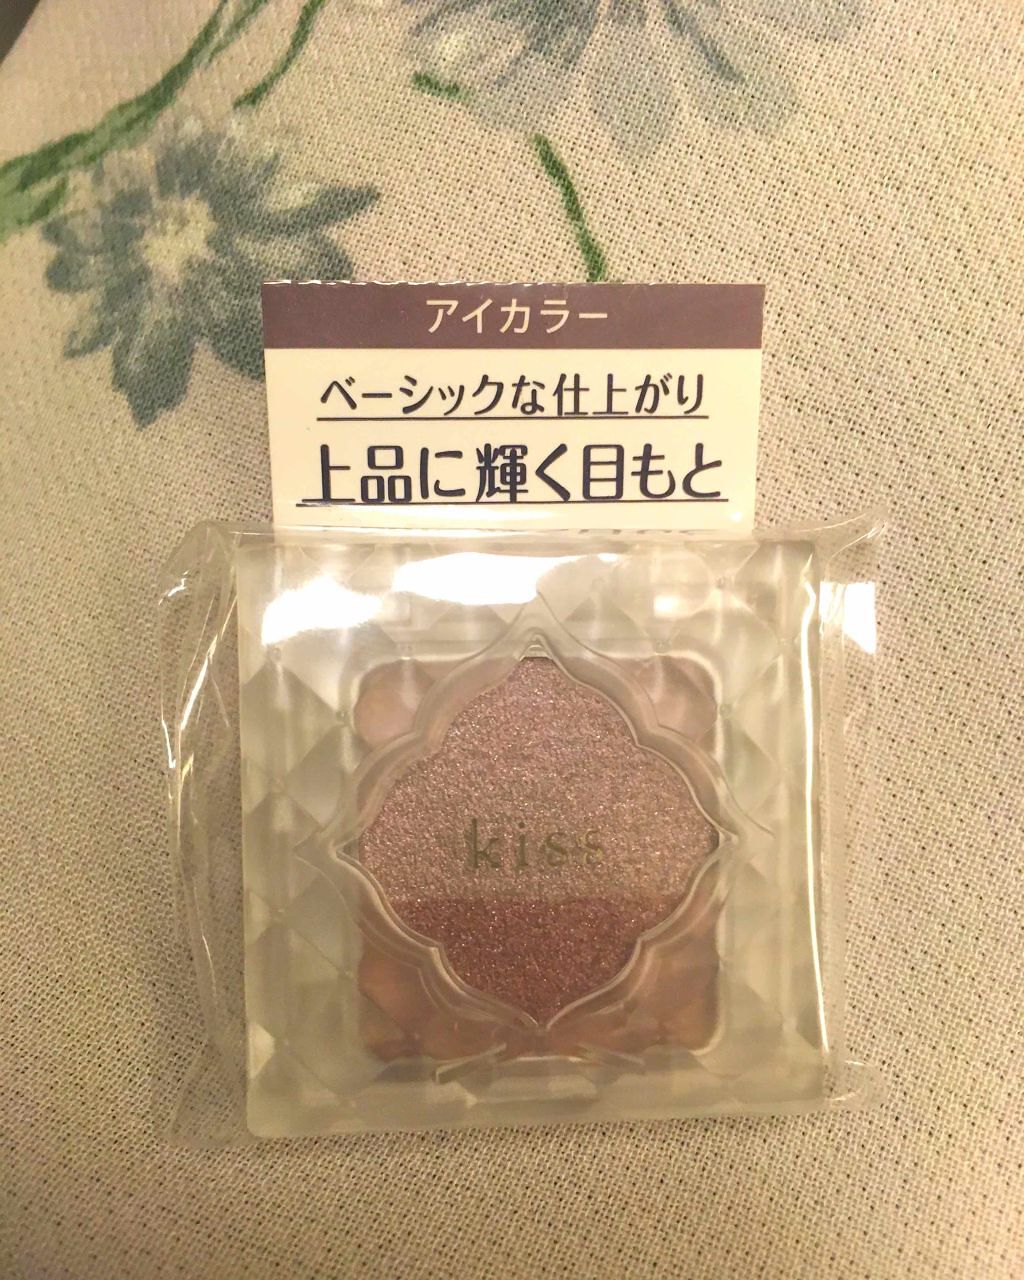 アイカラー
ベーシックな仕上がり
上品に輝く目もと
kiss